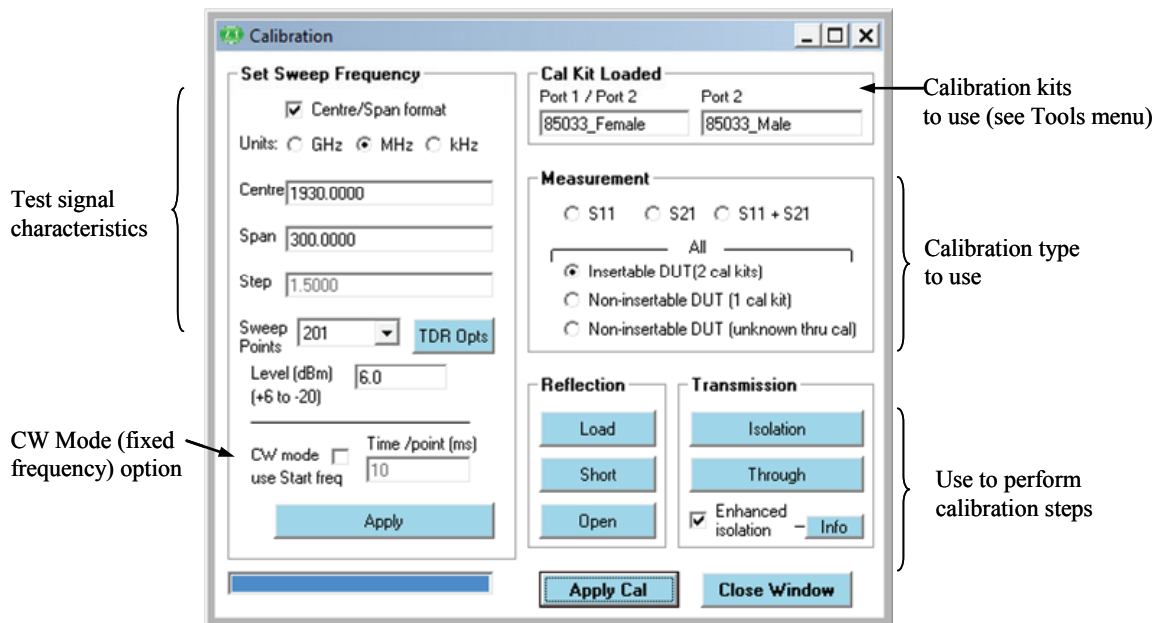 Calibration
Set Sweep Frequency
Centre/Span format
Units: GHz MHz kHz
Centre 1930.0000
Span 300.0000
Step 1.5000
Sweep Points 201 TDR Opts
Level (dBm)
(+6 to -20) 6.0
CW mode
use Start freq
Time /point (ms)
10
Apply
Cal Kit Loaded
Port 1 / Port 2 Port 2
85033_Female 85033_Male
Measurement
S11 S21 S11 + S21
All
Insertable DUT(2 cal kits)
Non-insertable DUT (1 cal kit)
Non-insertable DUT (unknown thru cal)
Reflection
Load
Short
Open
Transmission
Isolation
Through
Enhanced
isolation – Info
Apply Cal Close Window
Test signal
characteristics
CW Mode (fixed
frequency) option
Calibration kits
to use (see Tools menu)
Calibration type
to use
Use to perform
calibration steps